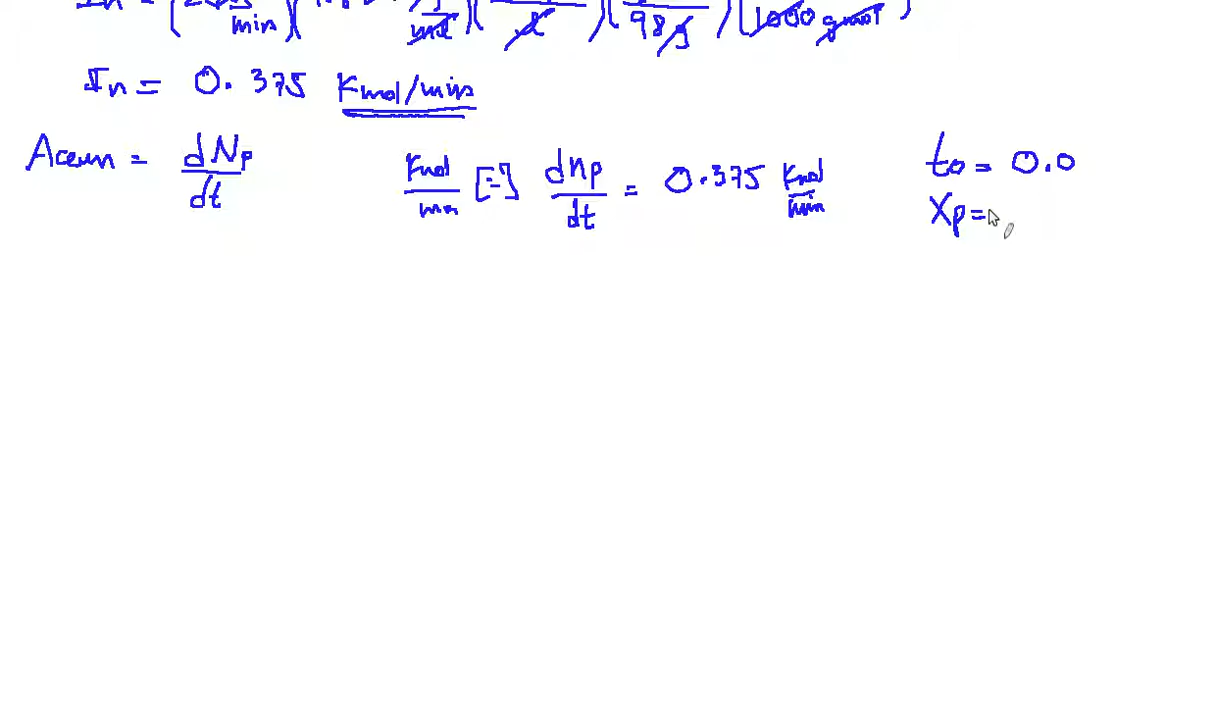 min 98g 1000 gmol
In = 0.375 Kmol/min
Accum = dNp/dt Kmol/min [=] dnp/dt = 0.375 Kmol/min to = 0.0
Xp =